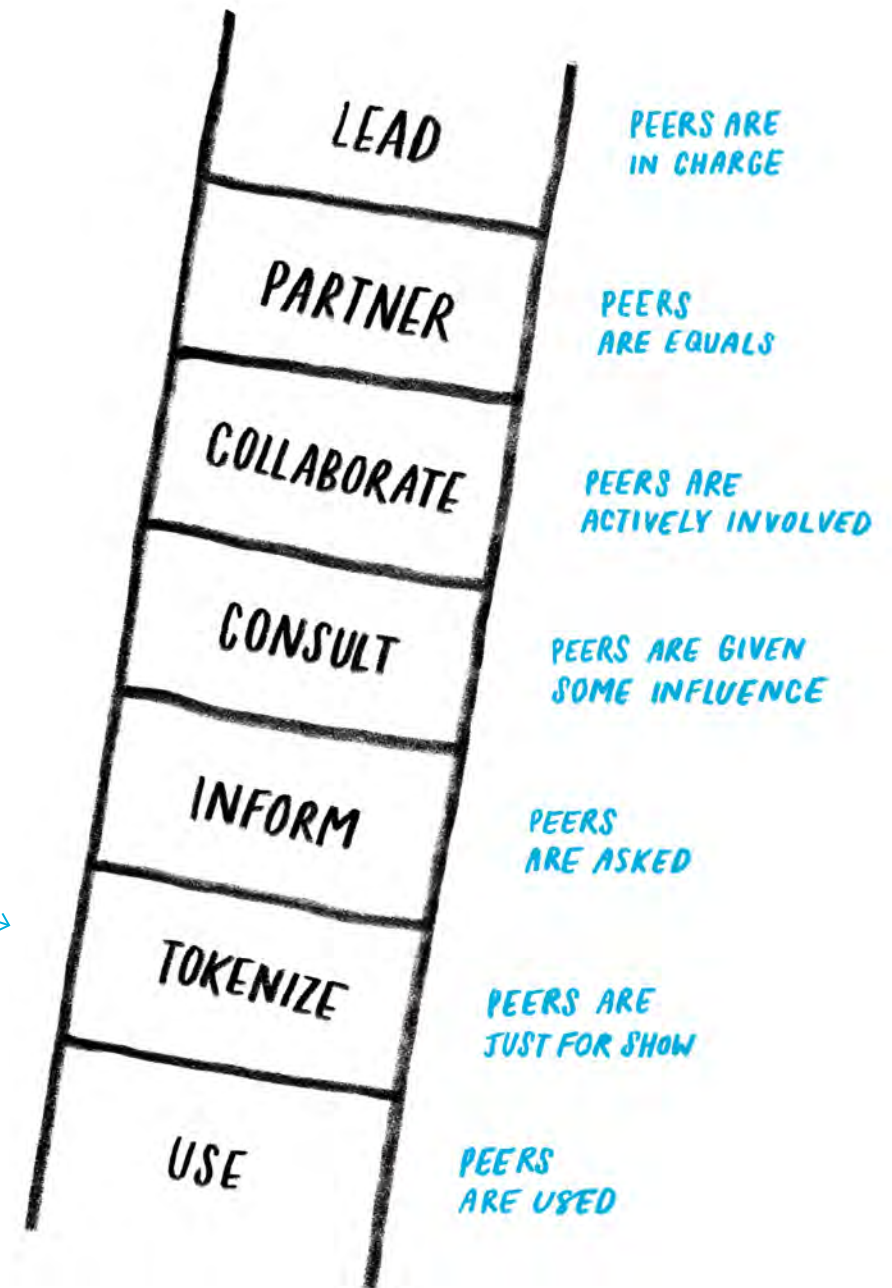 LEAD
PEERS ARE
IN CHARGE
PARTNER
PEERS
ARE EQUALS
COLLABORATE
PEERS ARE
ACTIVELY INVOLVED
CONSULT
PEERS ARE GIVEN
SOME INFLUENCE
INFORM
PEERS
ARE ASKED
TOKENIZE
PEERS ARE
JUST FOR SHOW
USE
PEERS
ARE USED